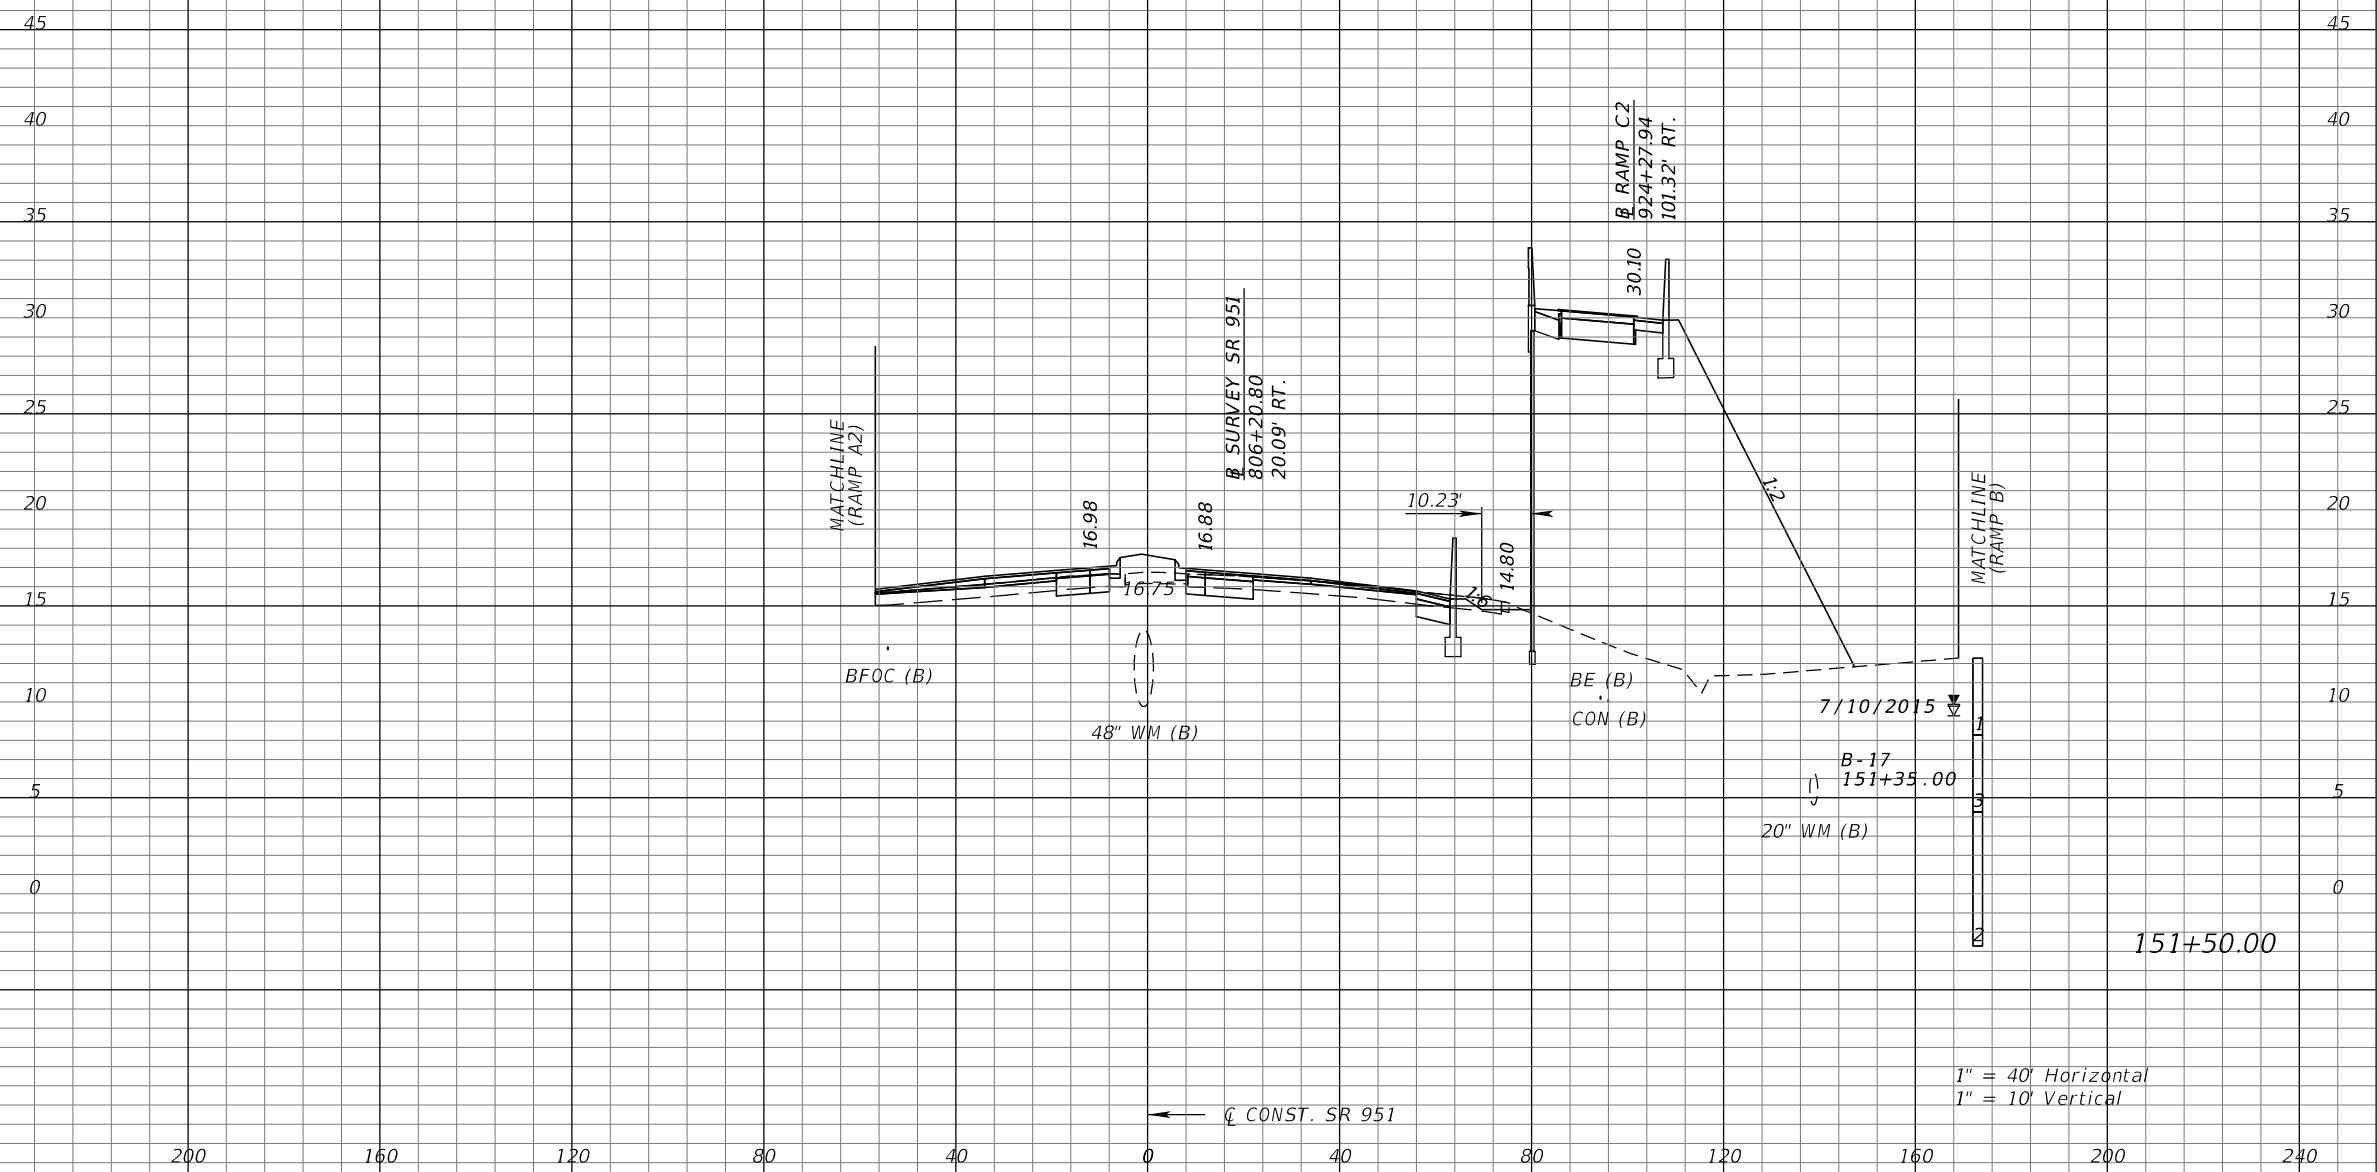 45
45
40
40
35
35
30
30
25
25
20
20
15
15
10
10
5
5
0
0
℄ RAMP C2
924+27.94
101.32' RT.
30.10
℄ SURVEY SR 951
806+20.80
20.09' RT.
MATCHLINE
(RAMP A2)
16.98
16.88
16.75
10.23'
14.80
1:6
1:2
MATCHLINE
(RAMP B)
BFOC (B)
48" WM (B)
BE (B)
CON (B)
7/10/2015
B-17
151+35.00
20" WM (B)
1
3
2
151+50.00
1" = 40' Horizontal
1" = 10' Vertical
℄ CONST. SR 951
200
160
120
80
40
0
40
80
120
160
200
240